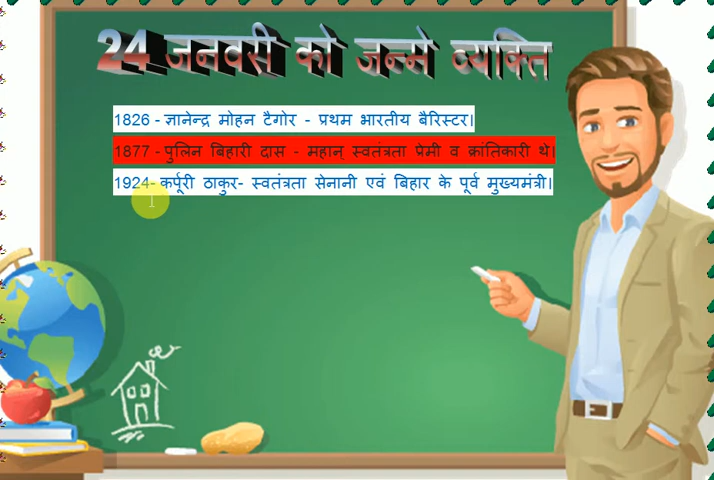 24 जनवरी को जन्मे व्यक्ति
1826 - ज्ञानेन्द्र मोहन टैगोर - प्रथम भारतीय बैरिस्टर।
1877 - पुलिन बिहारी दास - महान् स्वतंत्रता प्रेमी व क्रांतिकारी थे।
1924- कर्पूरी ठाकुर- स्वतंत्रता सेनानी एवं बिहार के पूर्व मुख्यमंत्री।